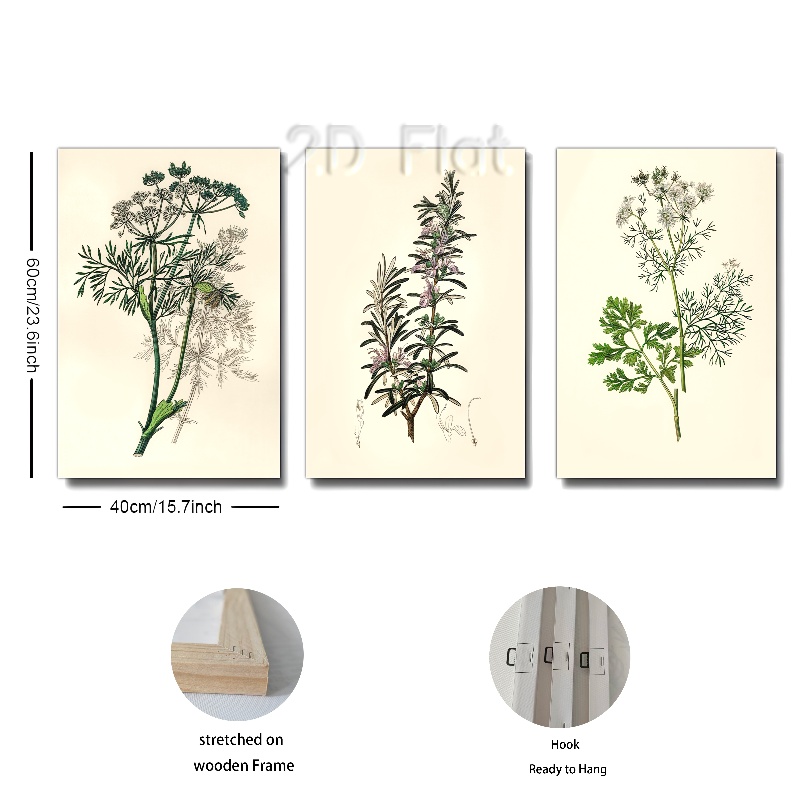 2D Flat
60cm/23.6inch
40cm/15.7inch
stretched on
wooden Frame
Hook
Ready to Hang